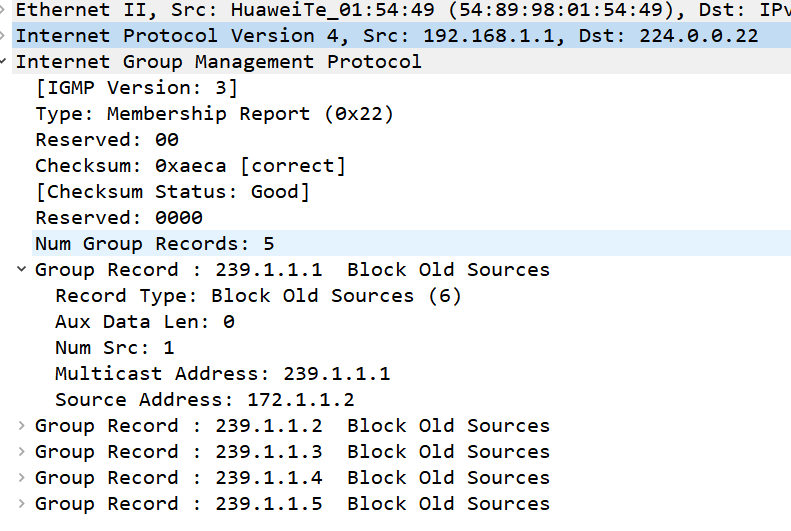 Ethernet II, Src: HuaweiTe_01:54:49 (54:89:98:01:54:49), Dst: IPv
Internet Protocol Version 4, Src: 192.168.1.1, Dst: 224.0.0.22
Internet Group Management Protocol
[IGMP Version: 3]
Type: Membership Report (0x22)
Reserved: 00
Checksum: 0xaeca [correct]
[Checksum Status: Good]
Reserved: 0000
Num Group Records: 5
Group Record : 239.1.1.1  Block Old Sources
Record Type: Block Old Sources (6)
Aux Data Len: 0
Num Src: 1
Multicast Address: 239.1.1.1
Source Address: 172.1.1.2
Group Record : 239.1.1.2  Block Old Sources
Group Record : 239.1.1.3  Block Old Sources
Group Record : 239.1.1.4  Block Old Sources
Group Record : 239.1.1.5  Block Old Sources